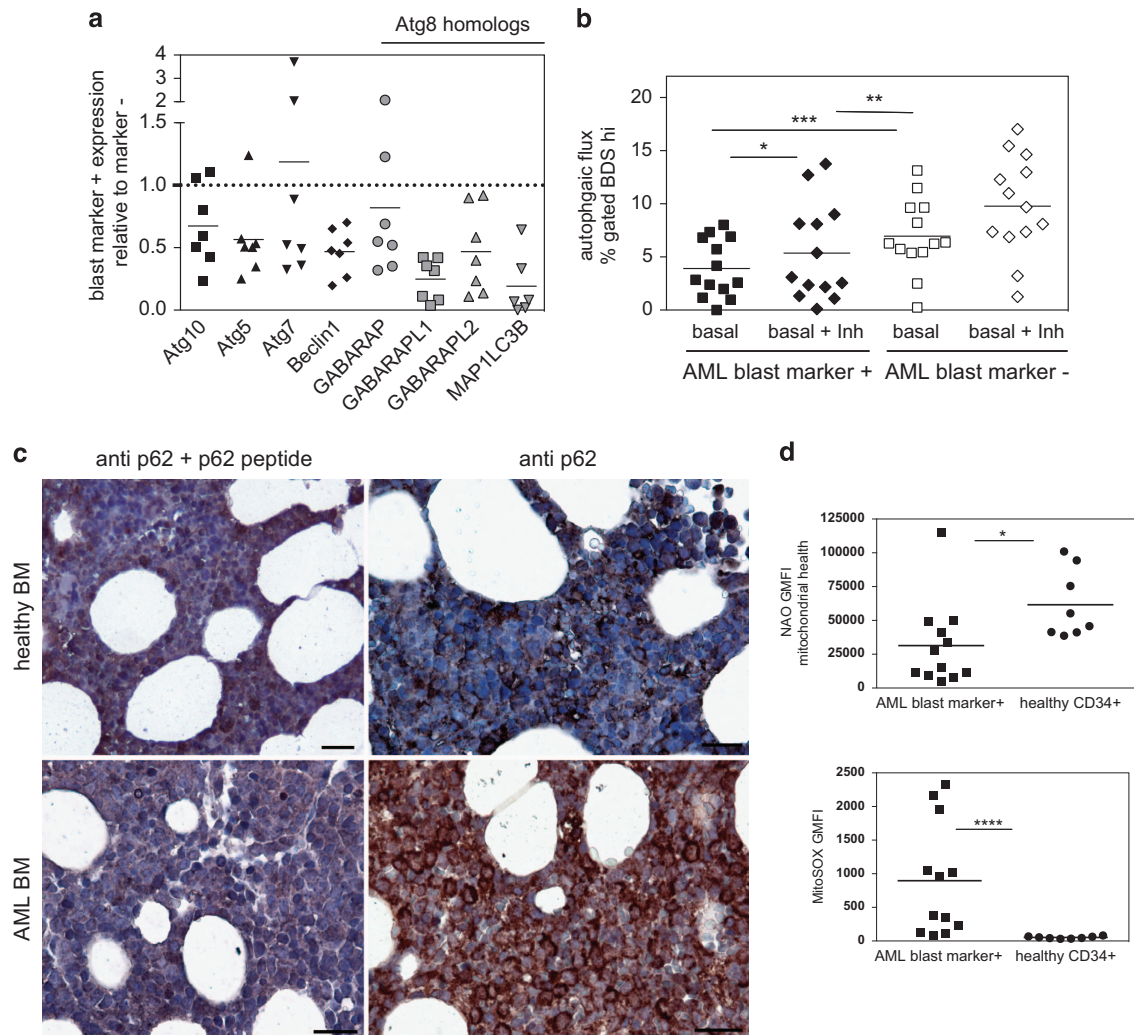 a
Atg8 homologs
blast marker + expression
relative to marker -
4
3
2
1.5
1.0
0.5
0.0
Atg10
Atg5
Atg7
Beclin1
GABARAP
GABARAPL1
GABARAPL2
MAP1LC3B
b
autophgaic flux
% gated BDS hi
20
15
10
5
0
*
***
**
basal
basal + Inh
basal
basal + Inh
AML blast marker +
AML blast marker -
c
anti p62 + p62 peptide
anti p62
healthy BM
AML BM
d
NAO GMFI
mitochondrial health
125000
100000
75000
50000
25000
0
*
AML blast marker+
healthy CD34+
MitoSOX GMFI
2500
2000
1500
1000
500
0
****
AML blast marker+
healthy CD34+